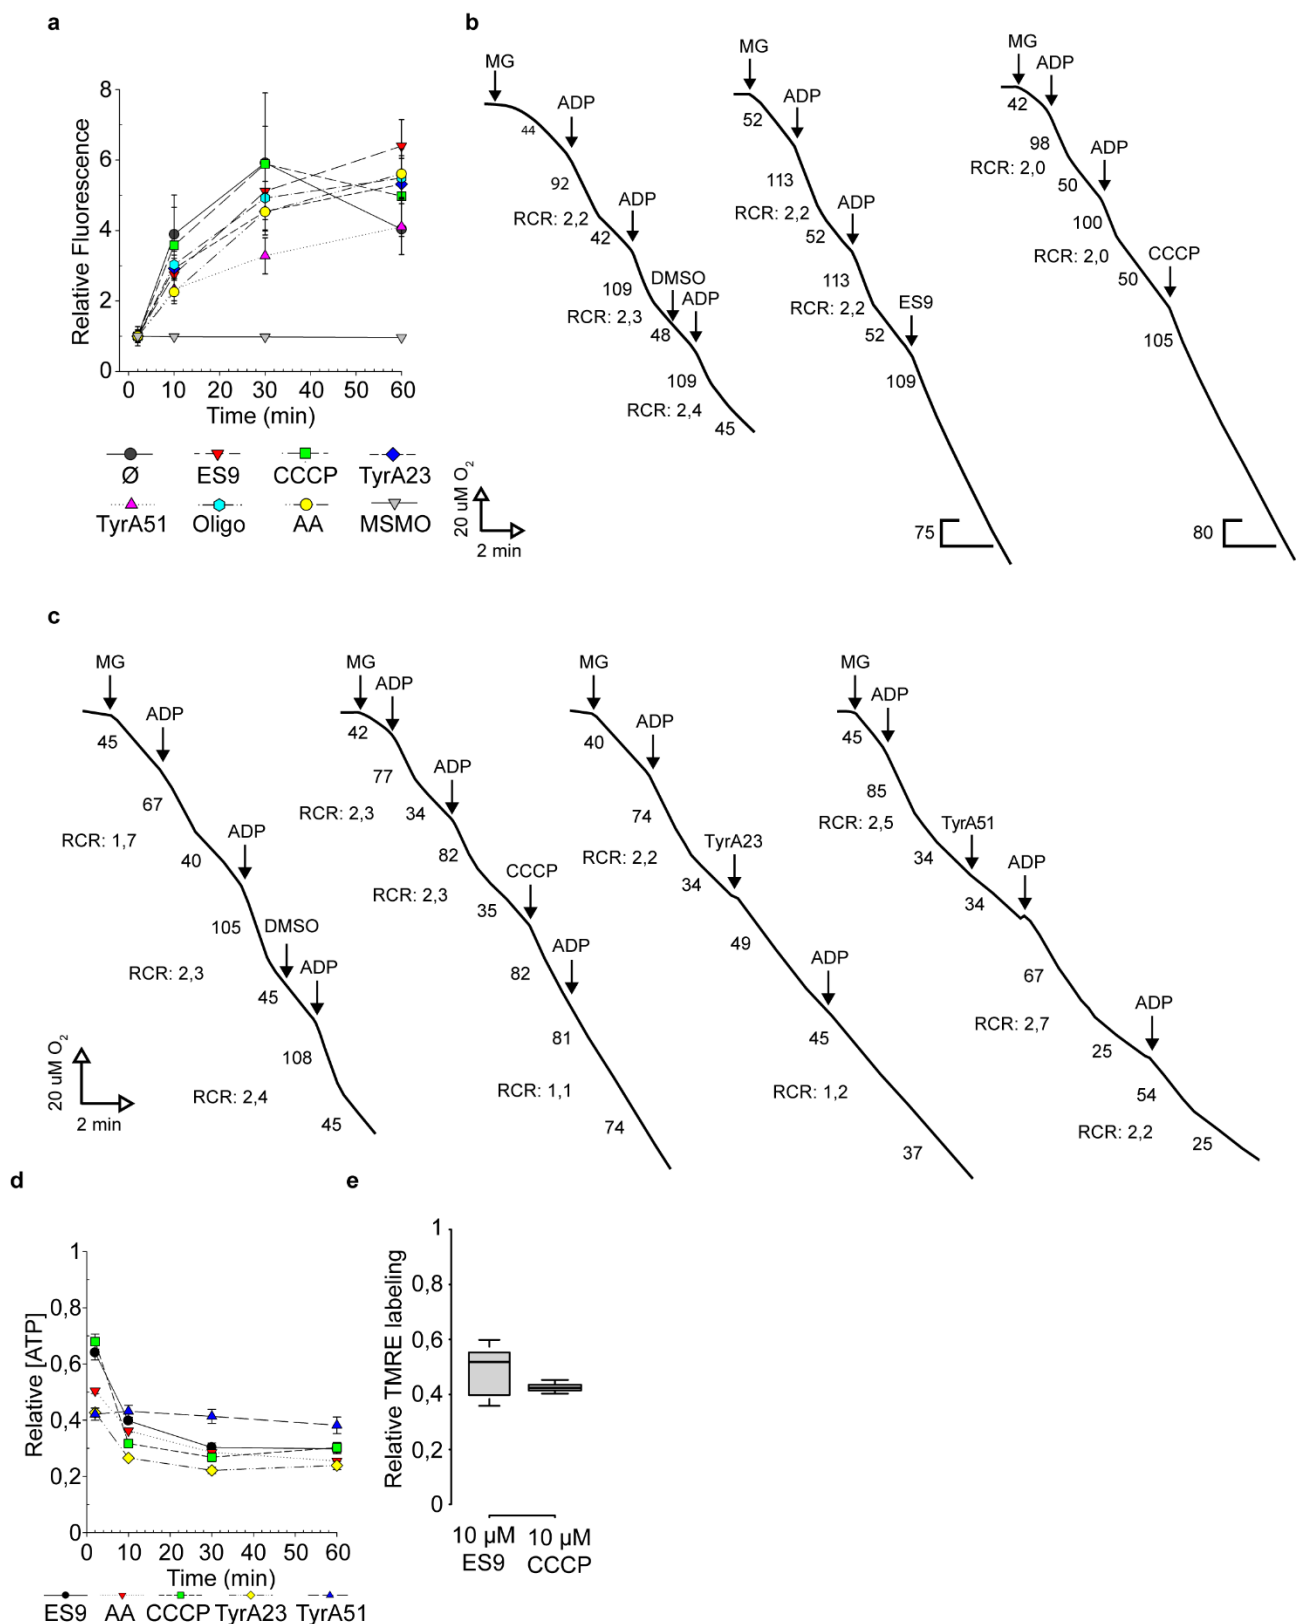 a
8
6
4
2
0
Relative Fluorescence
0 10 20 30 40 50 60
Time (min)
Ø ES9 CCCP TyrA23
TyrA51 Oligo AA MSMO
b
MG
44
ADP
92
RCR: 2,2
42
ADP
109
RCR: 2,3
DMSO
48
ADP
109
RCR: 2,4
45
MG
52
ADP
113
RCR: 2,2
52
ADP
113
RCR: 2,2
52
ES9
109
75
MG
42
ADP
98
RCR: 2,0
50
ADP
100
RCR: 2,0
50
CCCP
105
80
20 uM O2
2 min
c
MG
45
ADP
67
RCR: 1,7
40
ADP
105
RCR: 2,3
DMSO
45
ADP
108
RCR: 2,4
45
MG
42
ADP
77
RCR: 2,3
34
ADP
82
RCR: 2,3
35
CCCP
82
ADP
81
RCR: 1,1
74
MG
40
ADP
74
RCR: 2,2
34
TyrA23
49
ADP
45
RCR: 1,2
37
MG
45
ADP
85
RCR: 2,5
34
TyrA51
34
ADP
67
RCR: 2,7
25
ADP
54
RCR: 2,2
25
20 uM O2
2 min
d
1
0,8
0,6
0,4
0,2
0
Relative [ATP]
0 10 20 30 40 50 60
Time (min)
ES9 AA CCCP TyrA23 TyrA51
e
1
0,8
0,6
0,4
0,2
0
Relative TMRE labeling
10 µM 10 µM
ES9 CCCP